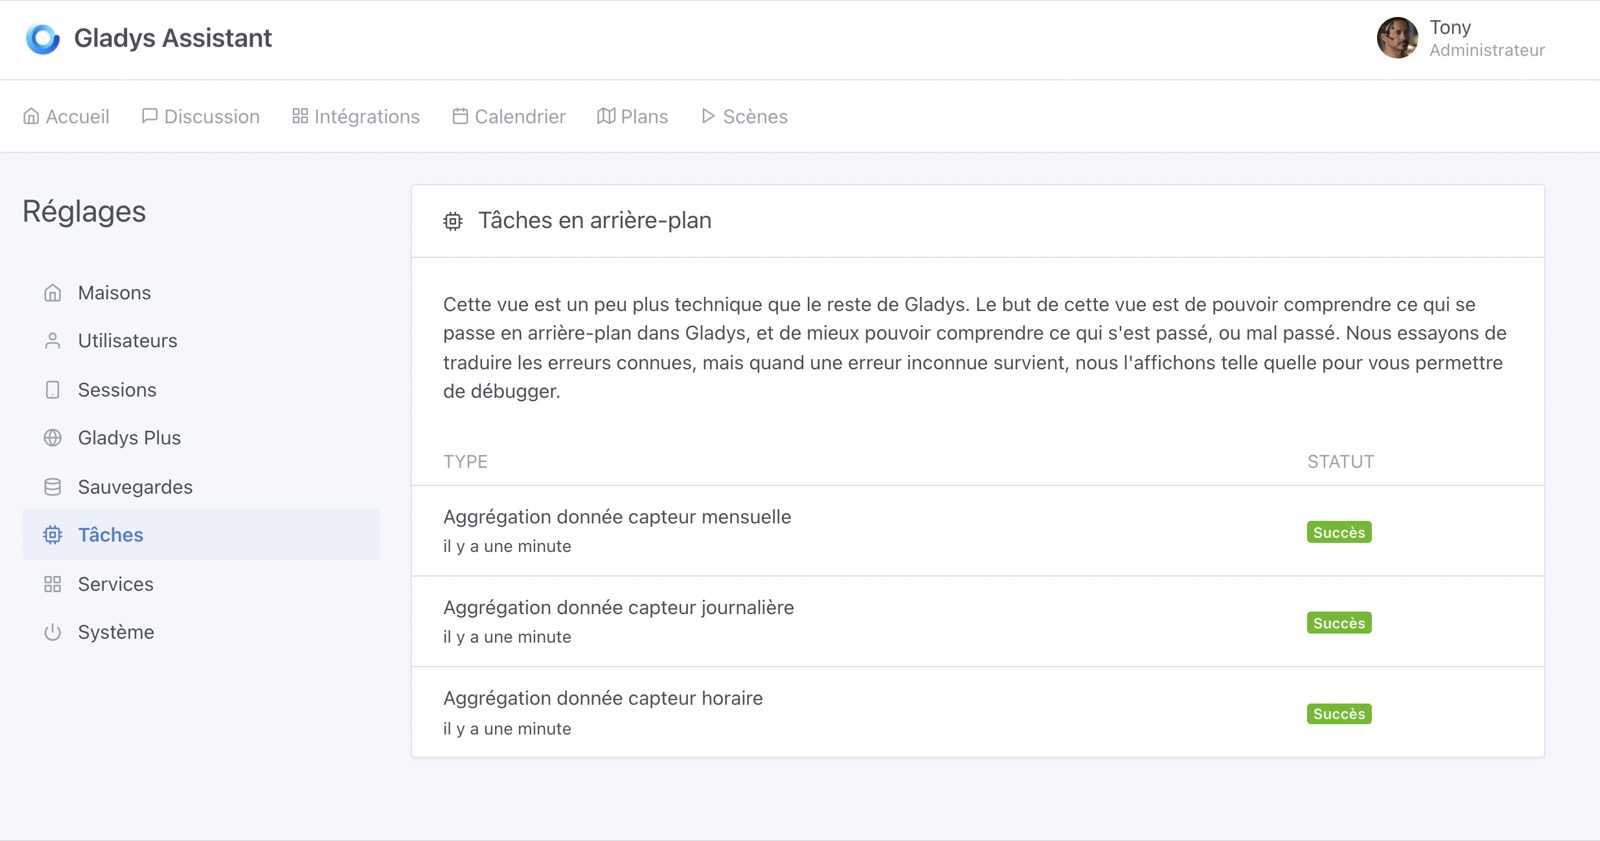 Gladys Assistant
Tony
Administrateur
Accueil
Discussion
Intégrations
Calendrier
Plans
Scènes
Réglages
Maisons
Utilisateurs
Sessions
Gladys Plus
Sauvegardes
Tâches
Services
Système
Tâches en arrière-plan
Cette vue est un peu plus technique que le reste de Gladys. Le but de cette vue est de pouvoir comprendre ce qui se
passe en arrière-plan dans Gladys, et de mieux pouvoir comprendre ce qui s'est passé, ou mal passé. Nous essayons de
traduire les erreurs connues, mais quand une erreur inconnue survient, nous l'affichons telle quelle pour vous permettre
de débugger.
TYPE
STATUT
Aggrégation donnée capteur mensuelle
il y a une minute
Succès
Aggrégation donnée capteur journalière
il y a une minute
Succès
Aggrégation donnée capteur horaire
il y a une minute
Succès